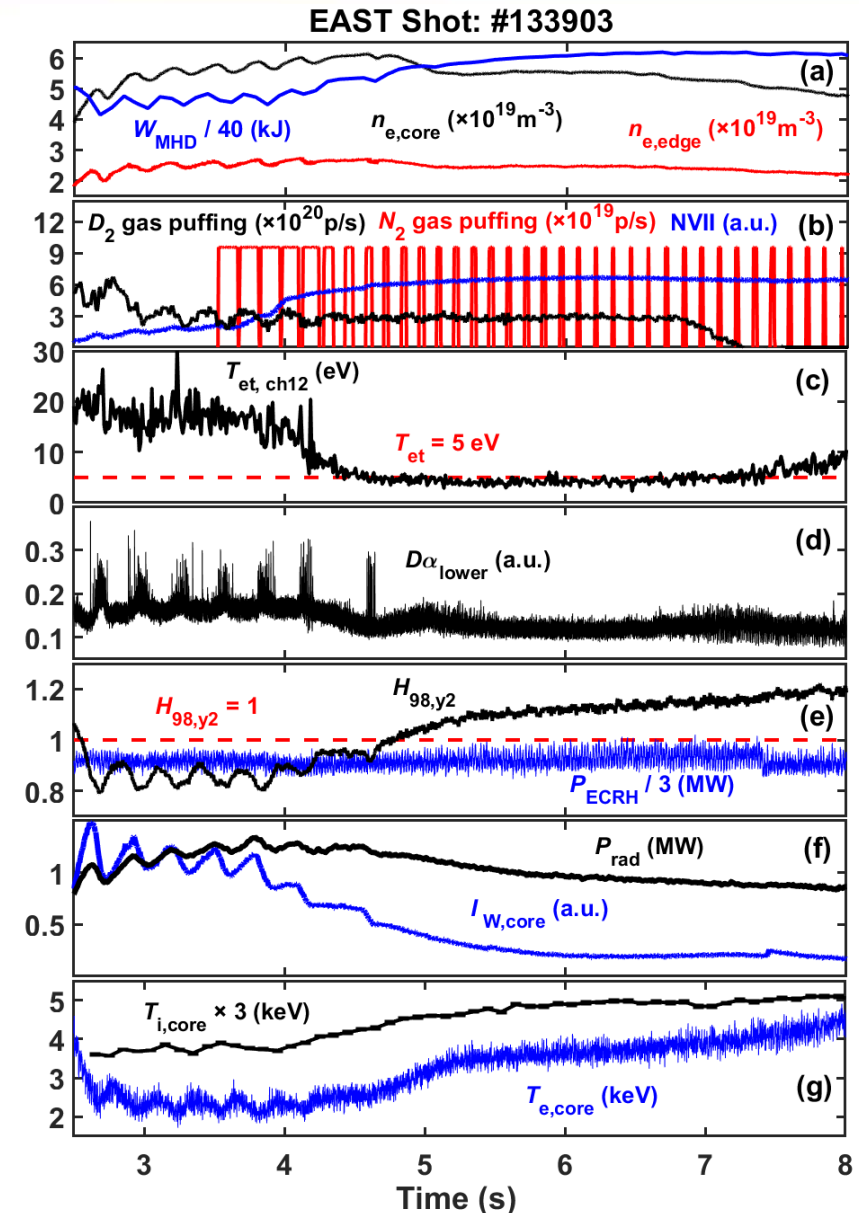 EAST Shot: #133903
6
5
4
3
2
(a)
W_MHD / 40 (kJ)
n_e,core (×10^19 m^-3)
n_e,edge (×10^19 m^-3)
12
9
6
3
D_2 gas puffing (×10^20 p/s) N_2 gas puffing (×10^19 p/s) NVII (a.u.)
(b)
30
20
10
0
T_et, ch12 (eV)
(c)
T_et = 5 eV
0.3
0.2
0.1
Dα_lower (a.u.)
(d)
1.2
1
0.8
H_98,y2 = 1
H_98,y2
(e)
P_ECRH / 3 (MW)
1
0.5
P_rad (MW)
(f)
I_W,core (a.u.)
5
4
3
2
T_i,core × 3 (keV)
T_e,core (keV)
(g)
3 4 5 6 7 8
Time (s)